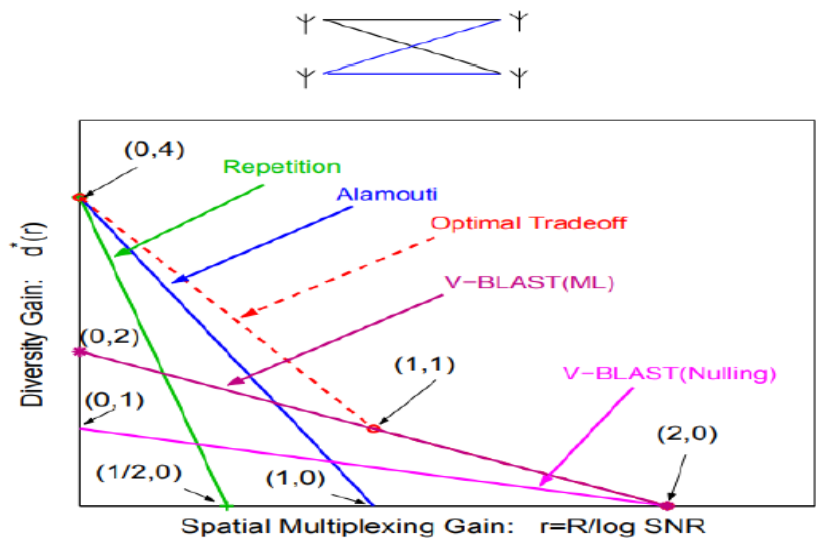 (0,4)
Repetition
Alamouti
Optimal Tradeoff
V-BLAST(ML)
Diversity Gain: d*(r)
(0,2)
(1,1)
V-BLAST(Nulling)
(0,1)
(2,0)
(1/2,0)
(1,0)
Spatial Multiplexing Gain: r=R/log SNR